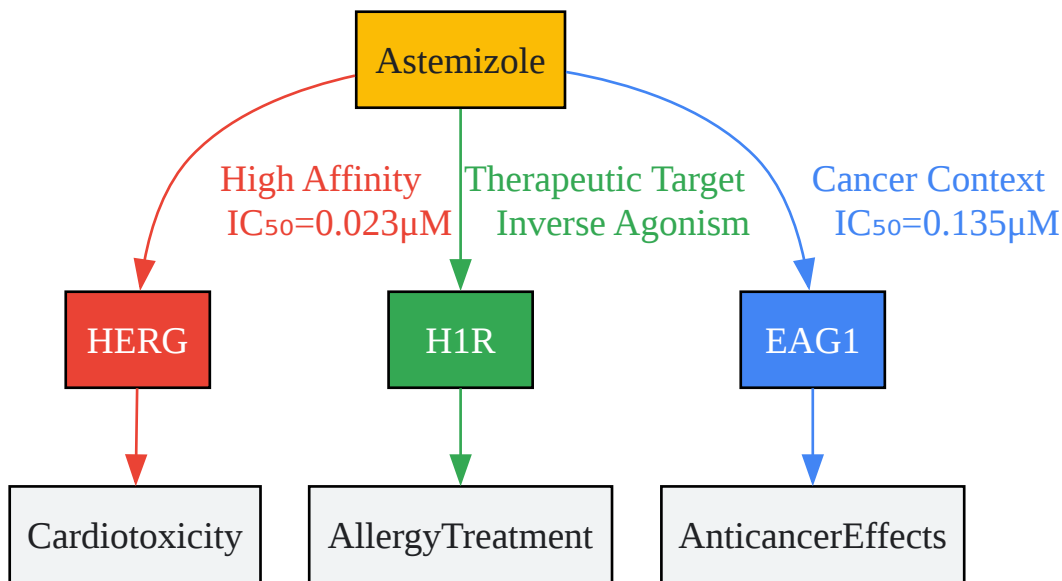 Astemizole
High Affinity
IC₅₀=0.023μM
Therapeutic Target
Inverse Agonism
Cancer Context
IC₅₀=0.135μM
HERG
H1R
EAG1
Cardiotoxicity
AllergyTreatment
AnticancerEffects